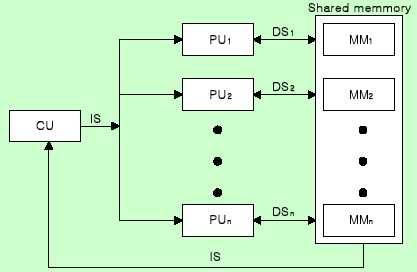 Shared memmory
PU₁
DS₁
MM₁
PU₂
DS₂
MM₂
CU
IS
PUₙ
DSₙ
MMₙ
IS